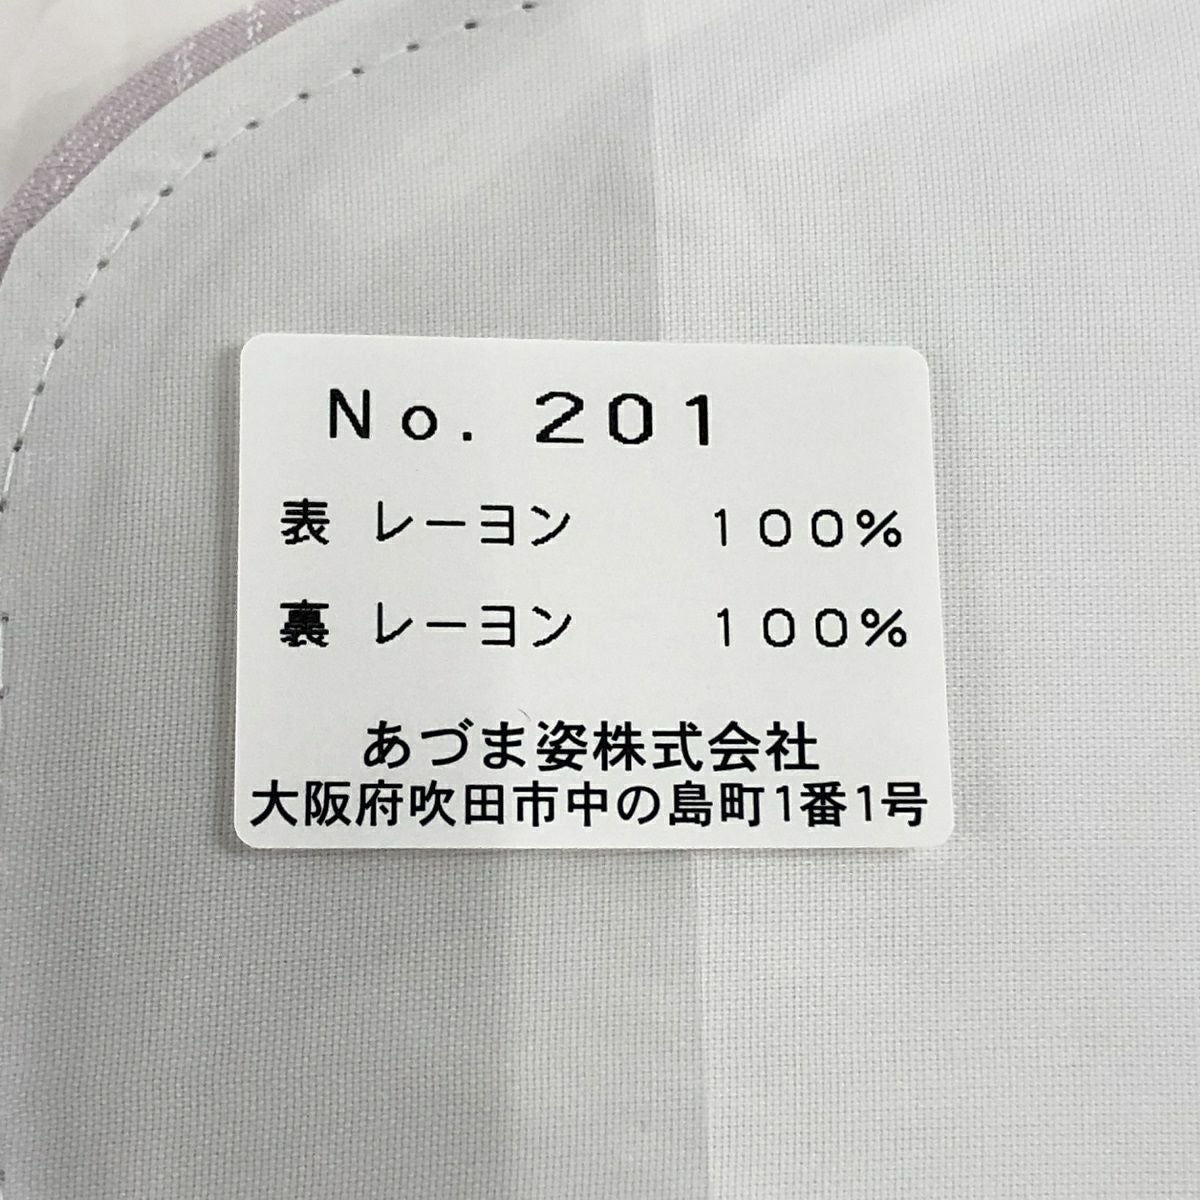 No. 201
表 レーヨン 100%
裏 レーヨン 100%
あづま姿株式会社
大阪府吹田市中の島町1番1号